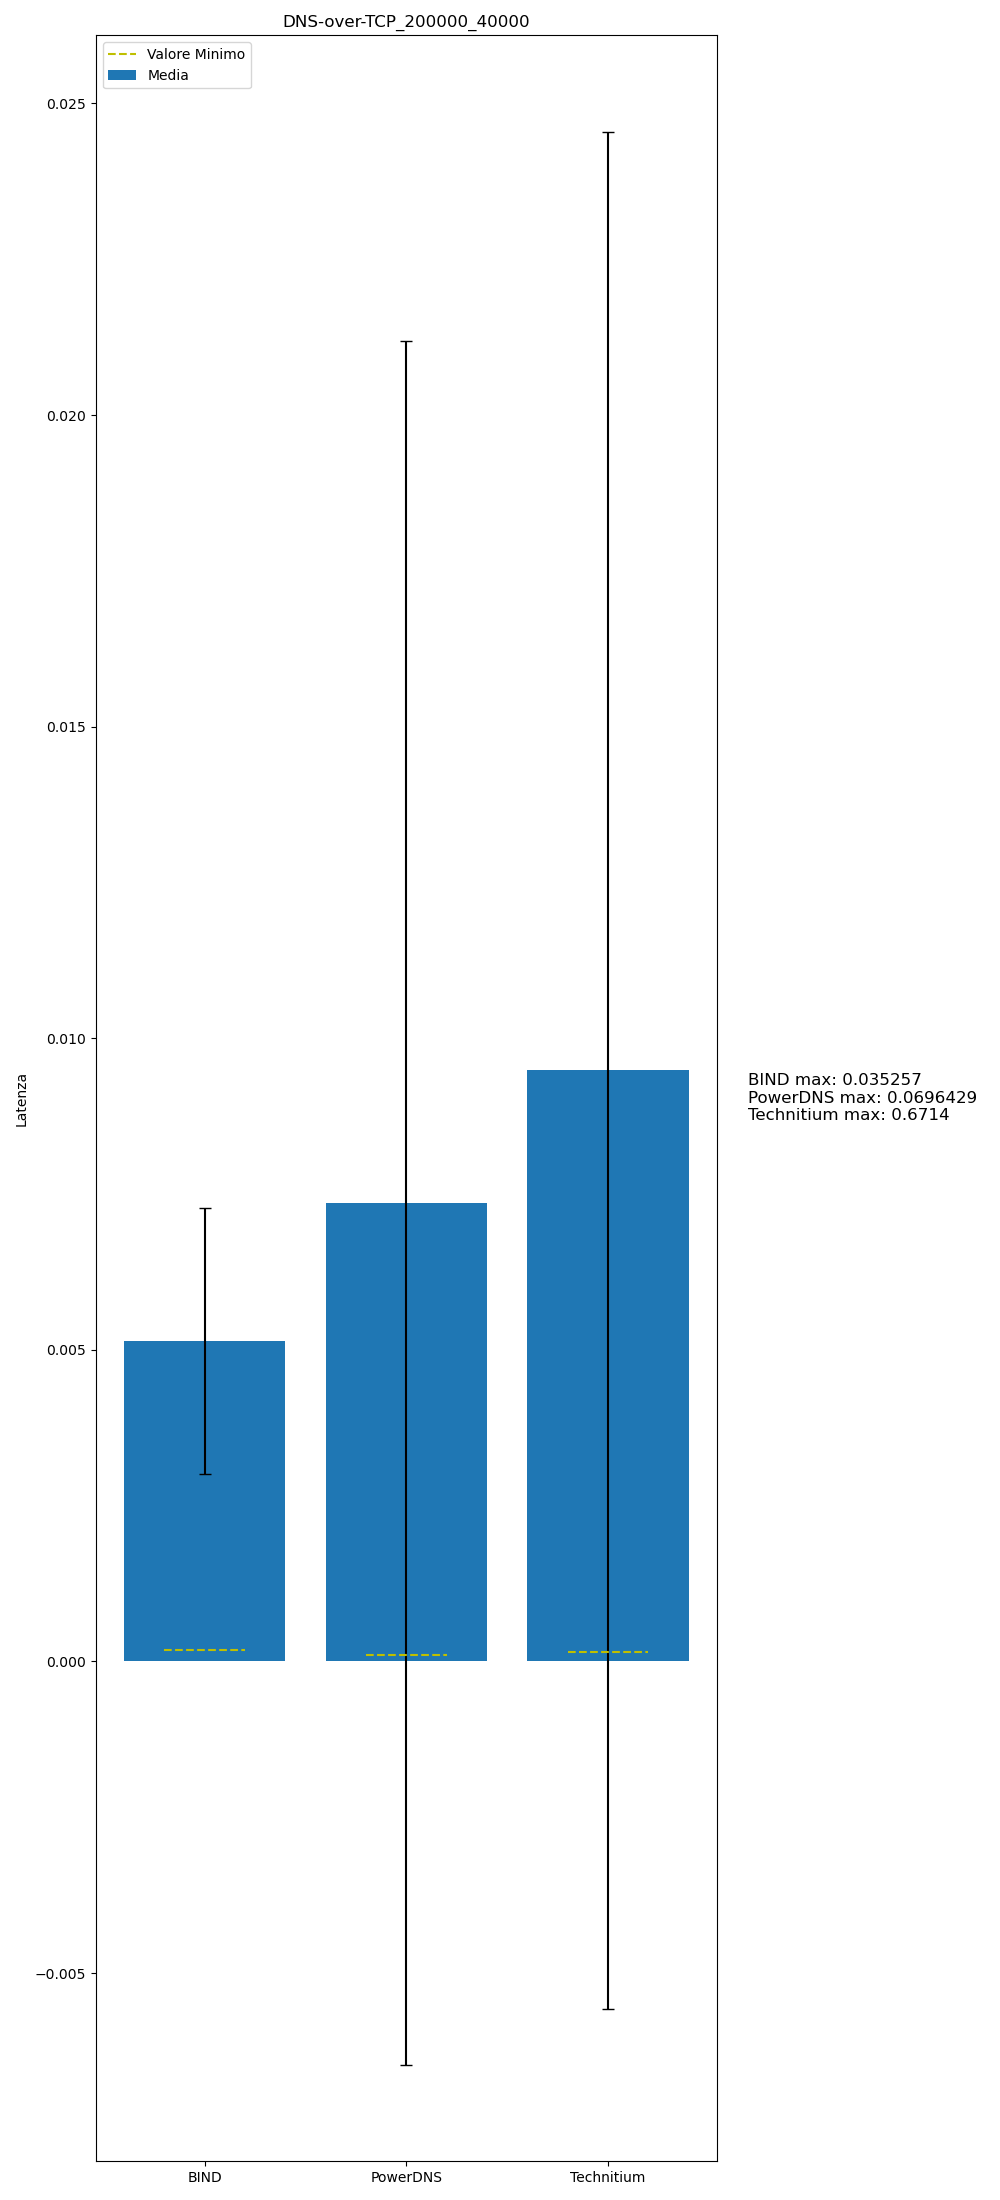 DNS-over-TCP_200000_40000
Valore Minimo
Media
0.025
0.020
0.015
0.010
0.005
0.000
−0.005
Latenza
BIND
PowerDNS
Technitium
BIND max: 0.035257
PowerDNS max: 0.0696429
Technitium max: 0.6714